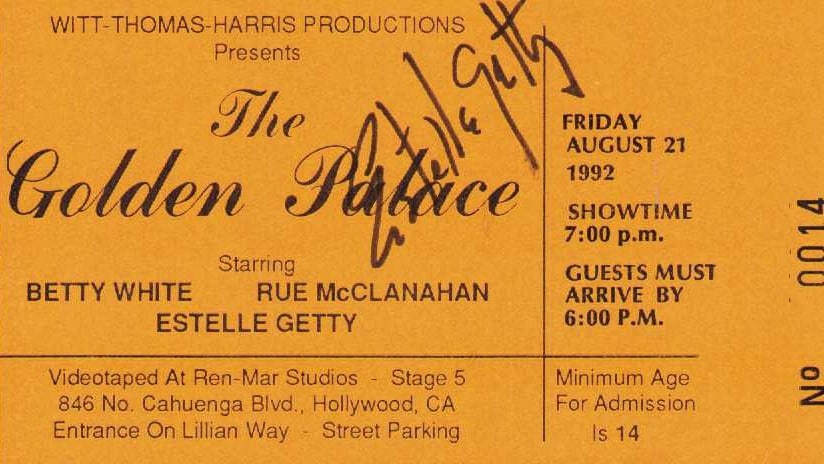 WITT-THOMAS-HARRIS PRODUCTIONS
Presents
The
Golden Palace
Estelle Getty
Starring
BETTY WHITE RUE McCLANAHAN
ESTELLE GETTY
Videotaped At Ren-Mar Studios - Stage 5
846 No. Cahuenga Blvd., Hollywood, CA
Entrance On Lillian Way - Street Parking
FRIDAY
AUGUST 21
1992
SHOWTIME
7:00 p.m.
GUESTS MUST
ARRIVE BY
6:00 P.M.
Minimum Age
For Admission
Is 14
Nº 0014